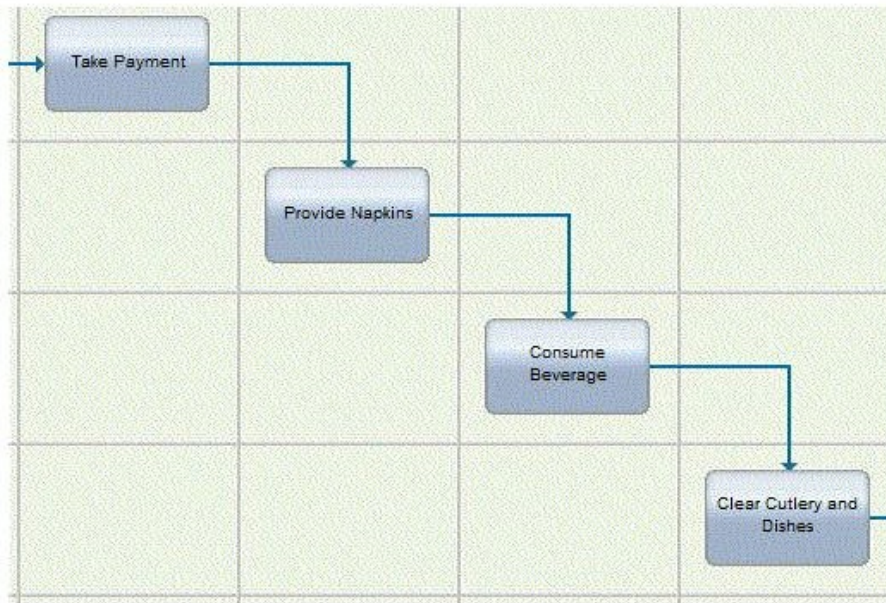 Take Payment
Provide Napkins
Consume
Beverage
Clear Cutlery and
Dishes